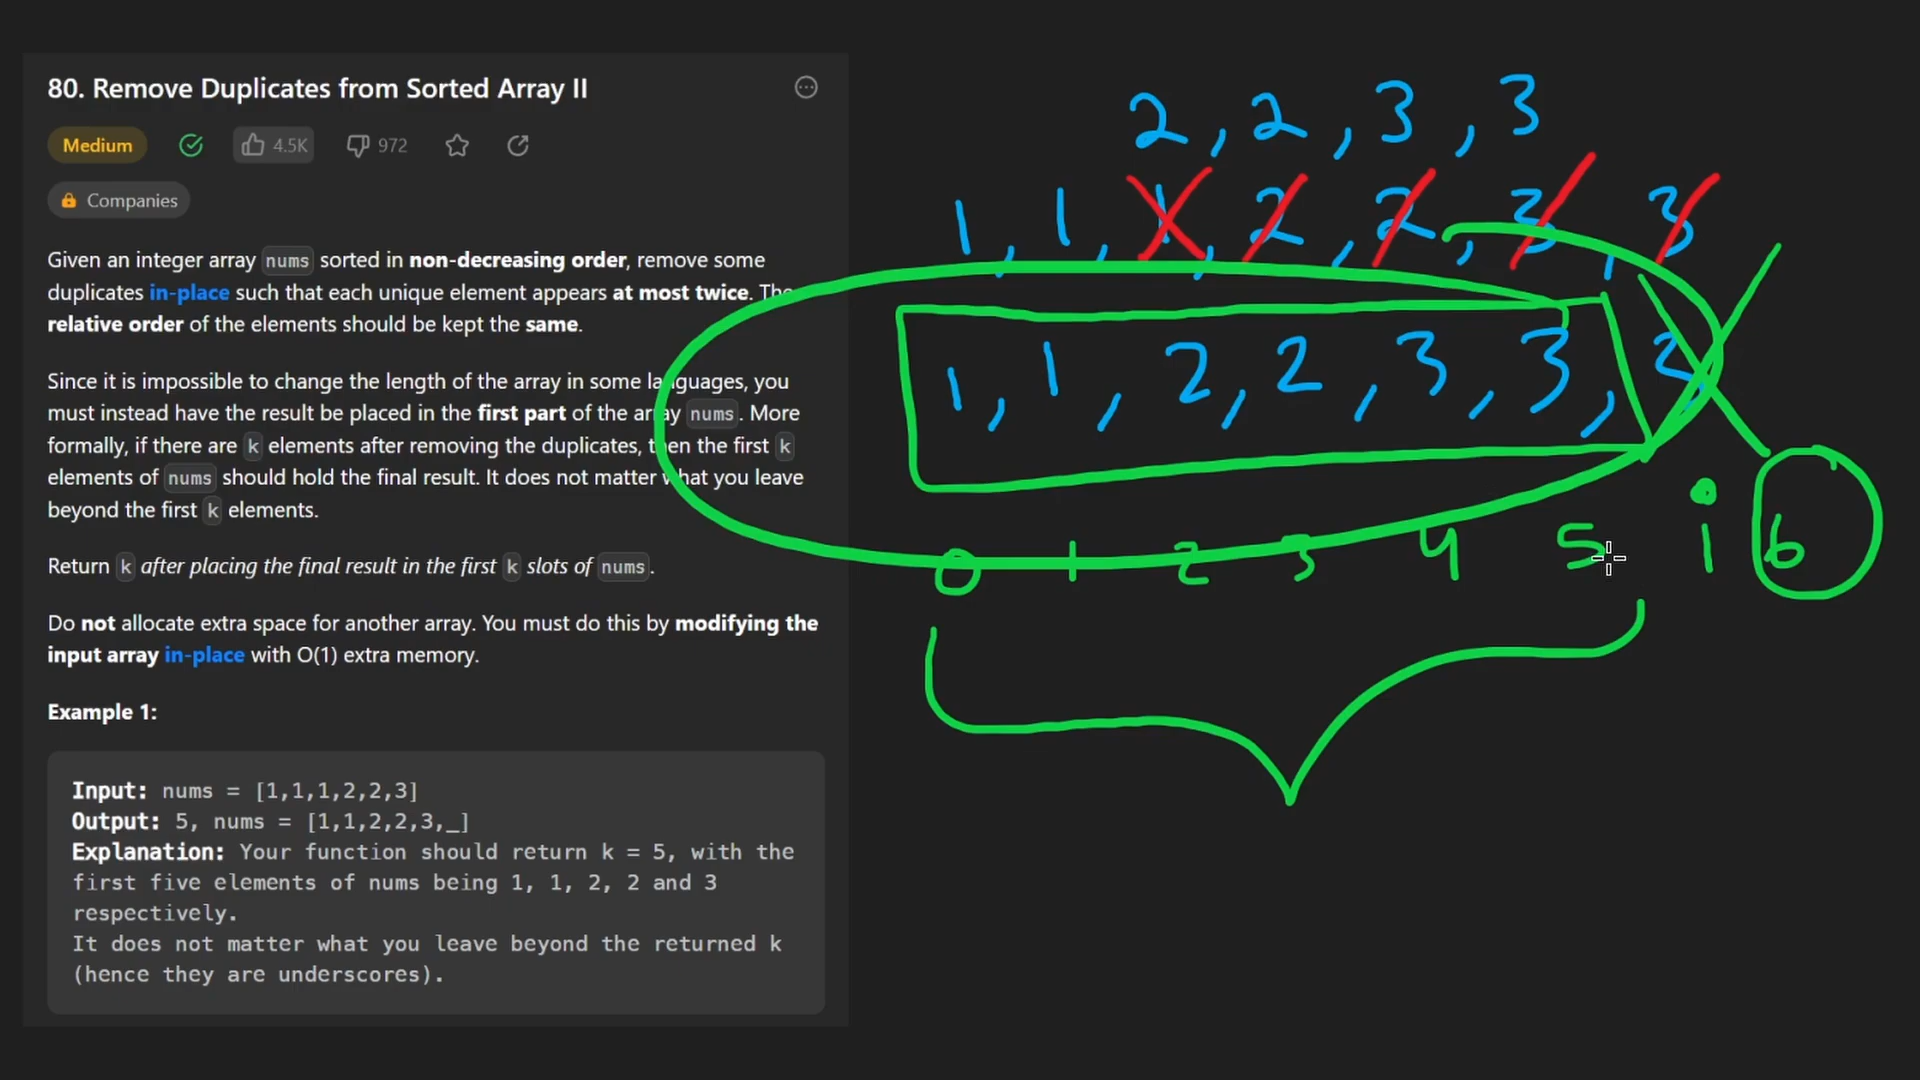 80. Remove Duplicates from Sorted Array II
Medium 4.5K 972
Companies
Given an integer array nums sorted in non-decreasing order, remove some
duplicates in-place such that each unique element appears at most twice. The
relative order of the elements should be kept the same.
Since it is impossible to change the length of the array in some languages, you
must instead have the result be placed in the first part of the array nums. More
formally, if there are k elements after removing the duplicates, then the first k
elements of nums should hold the final result. It does not matter what you leave
beyond the first k elements.
Return k after placing the final result in the first k slots of nums.
Do not allocate extra space for another array. You must do this by modifying the
input array in-place with O(1) extra memory.
Example 1:
Input: nums = [1,1,1,2,2,3]
Output: 5, nums = [1,1,2,2,3,_]
Explanation: Your function should return k = 5, with the
first five elements of nums being 1, 1, 2, 2 and 3
respectively.
It does not matter what you leave beyond the returned k
(hence they are underscores).
2, 2, 3, 3
1, 1, 1, 2, 2, 3, 3
1, 1, 2, 2, 3, 3,
0 1 2 3 4 5 i 6